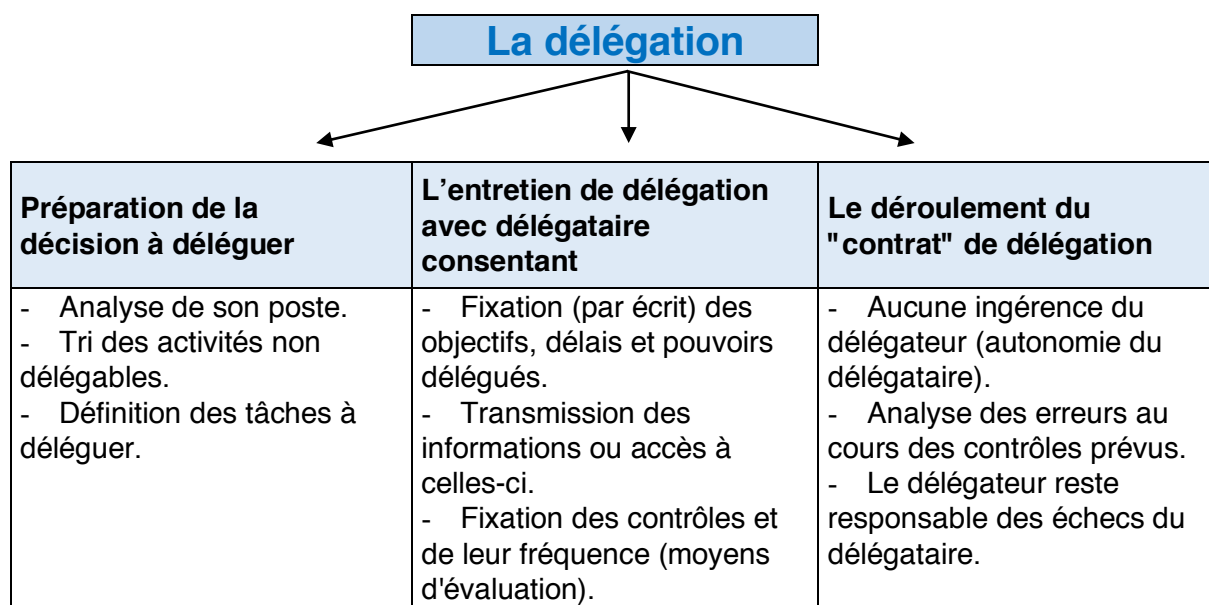 La délégation
Préparation de la
décision à déléguer
L'entretien de délégation
avec délégataire
consentant
Le déroulement du
"contrat" de délégation
- Analyse de son poste.
- Tri des activités non
délégables.
- Définition des tâches à
déléguer.
- Fixation (par écrit) des
objectifs, délais et pouvoirs
délégués.
- Transmission des
informations ou accès à
celles-ci.
- Fixation des contrôles et
de leur fréquence (moyens
d'évaluation).
- Aucune ingérence du
délégateur (autonomie du
délégataire).
- Analyse des erreurs au
cours des contrôles prévus.
- Le délégateur reste
responsable des échecs du
délégataire.